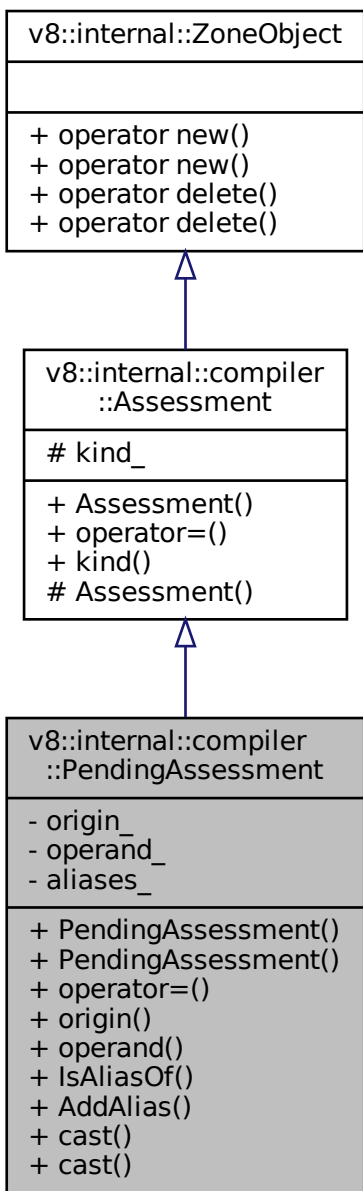 v8::internal::ZoneObject
+ operator new()
+ operator new()
+ operator delete()
+ operator delete()
v8::internal::compiler
::Assessment
# kind_
+ Assessment()
+ operator=()
+ kind()
# Assessment()
v8::internal::compiler
::PendingAssessment
- origin_
- operand_
- aliases_
+ PendingAssessment()
+ PendingAssessment()
+ operator=()
+ origin()
+ operand()
+ IsAliasOf()
+ AddAlias()
+ cast()
+ cast()